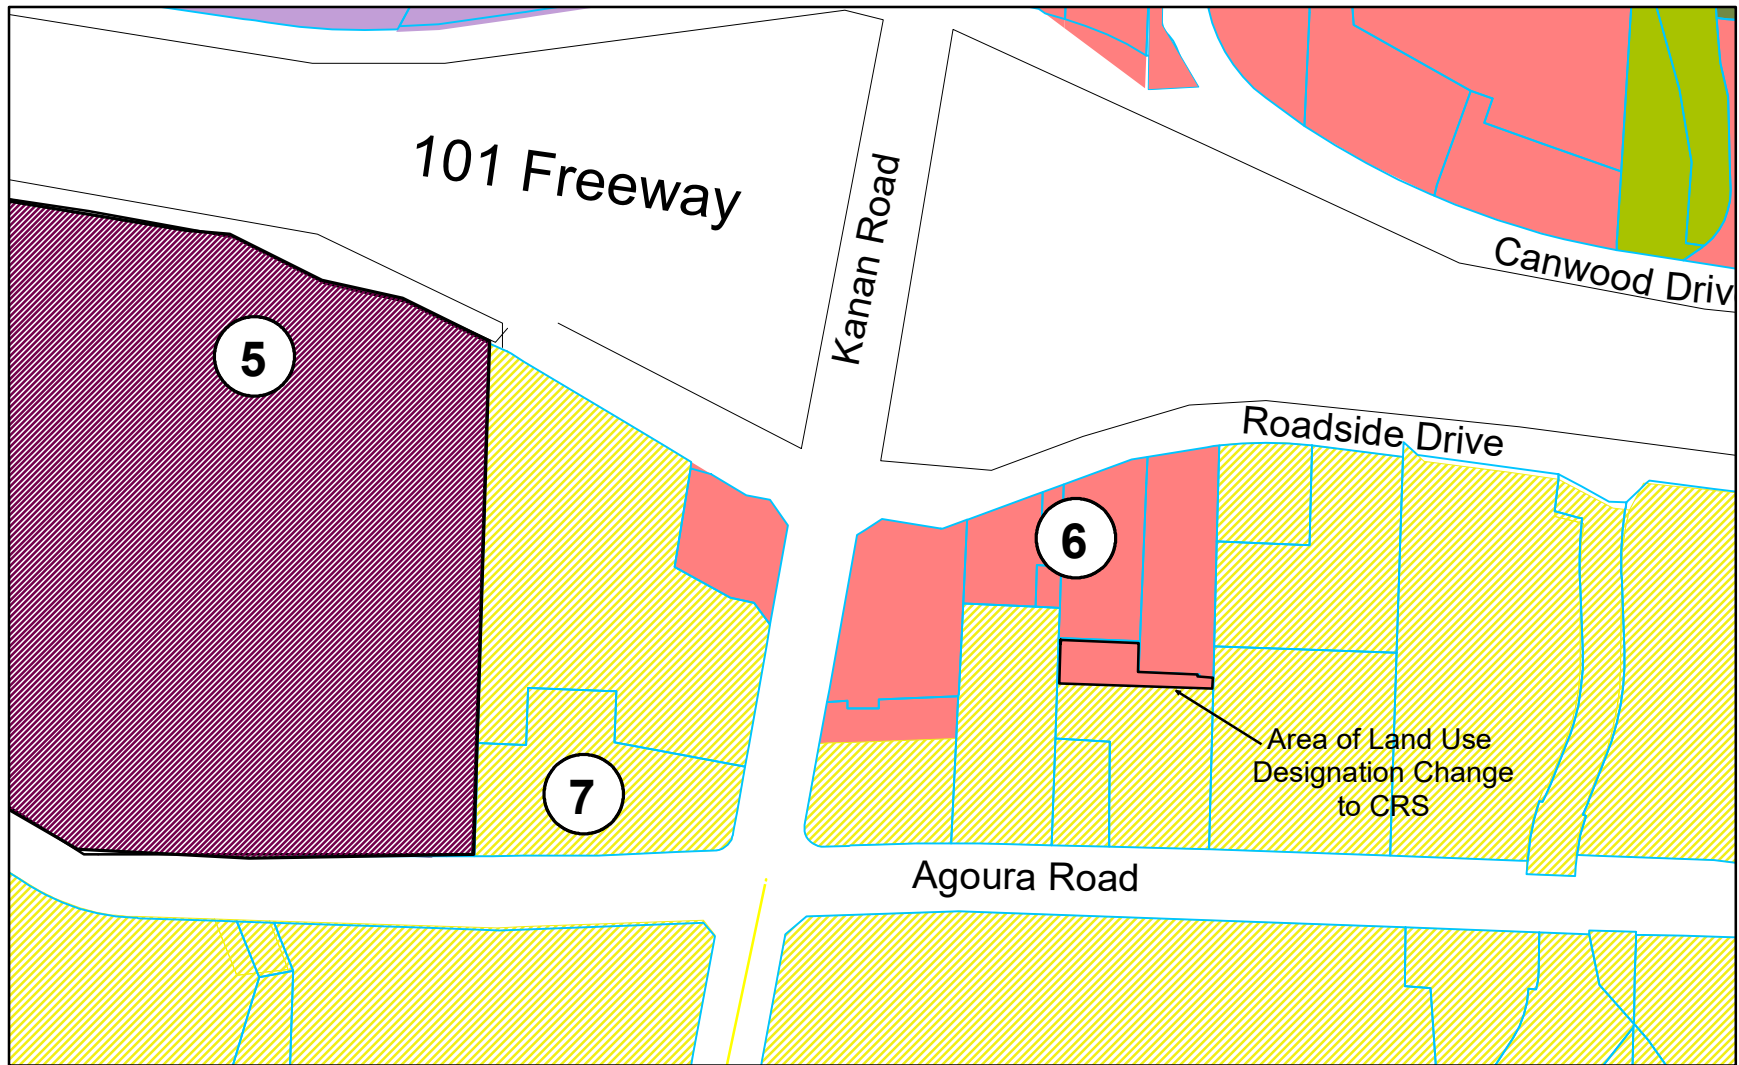 101 Freeway
Kanan Road
Canwood Driv
5
Roadside Drive
6
Area of Land Use
Designation Change
to CRS
7
Agoura Road